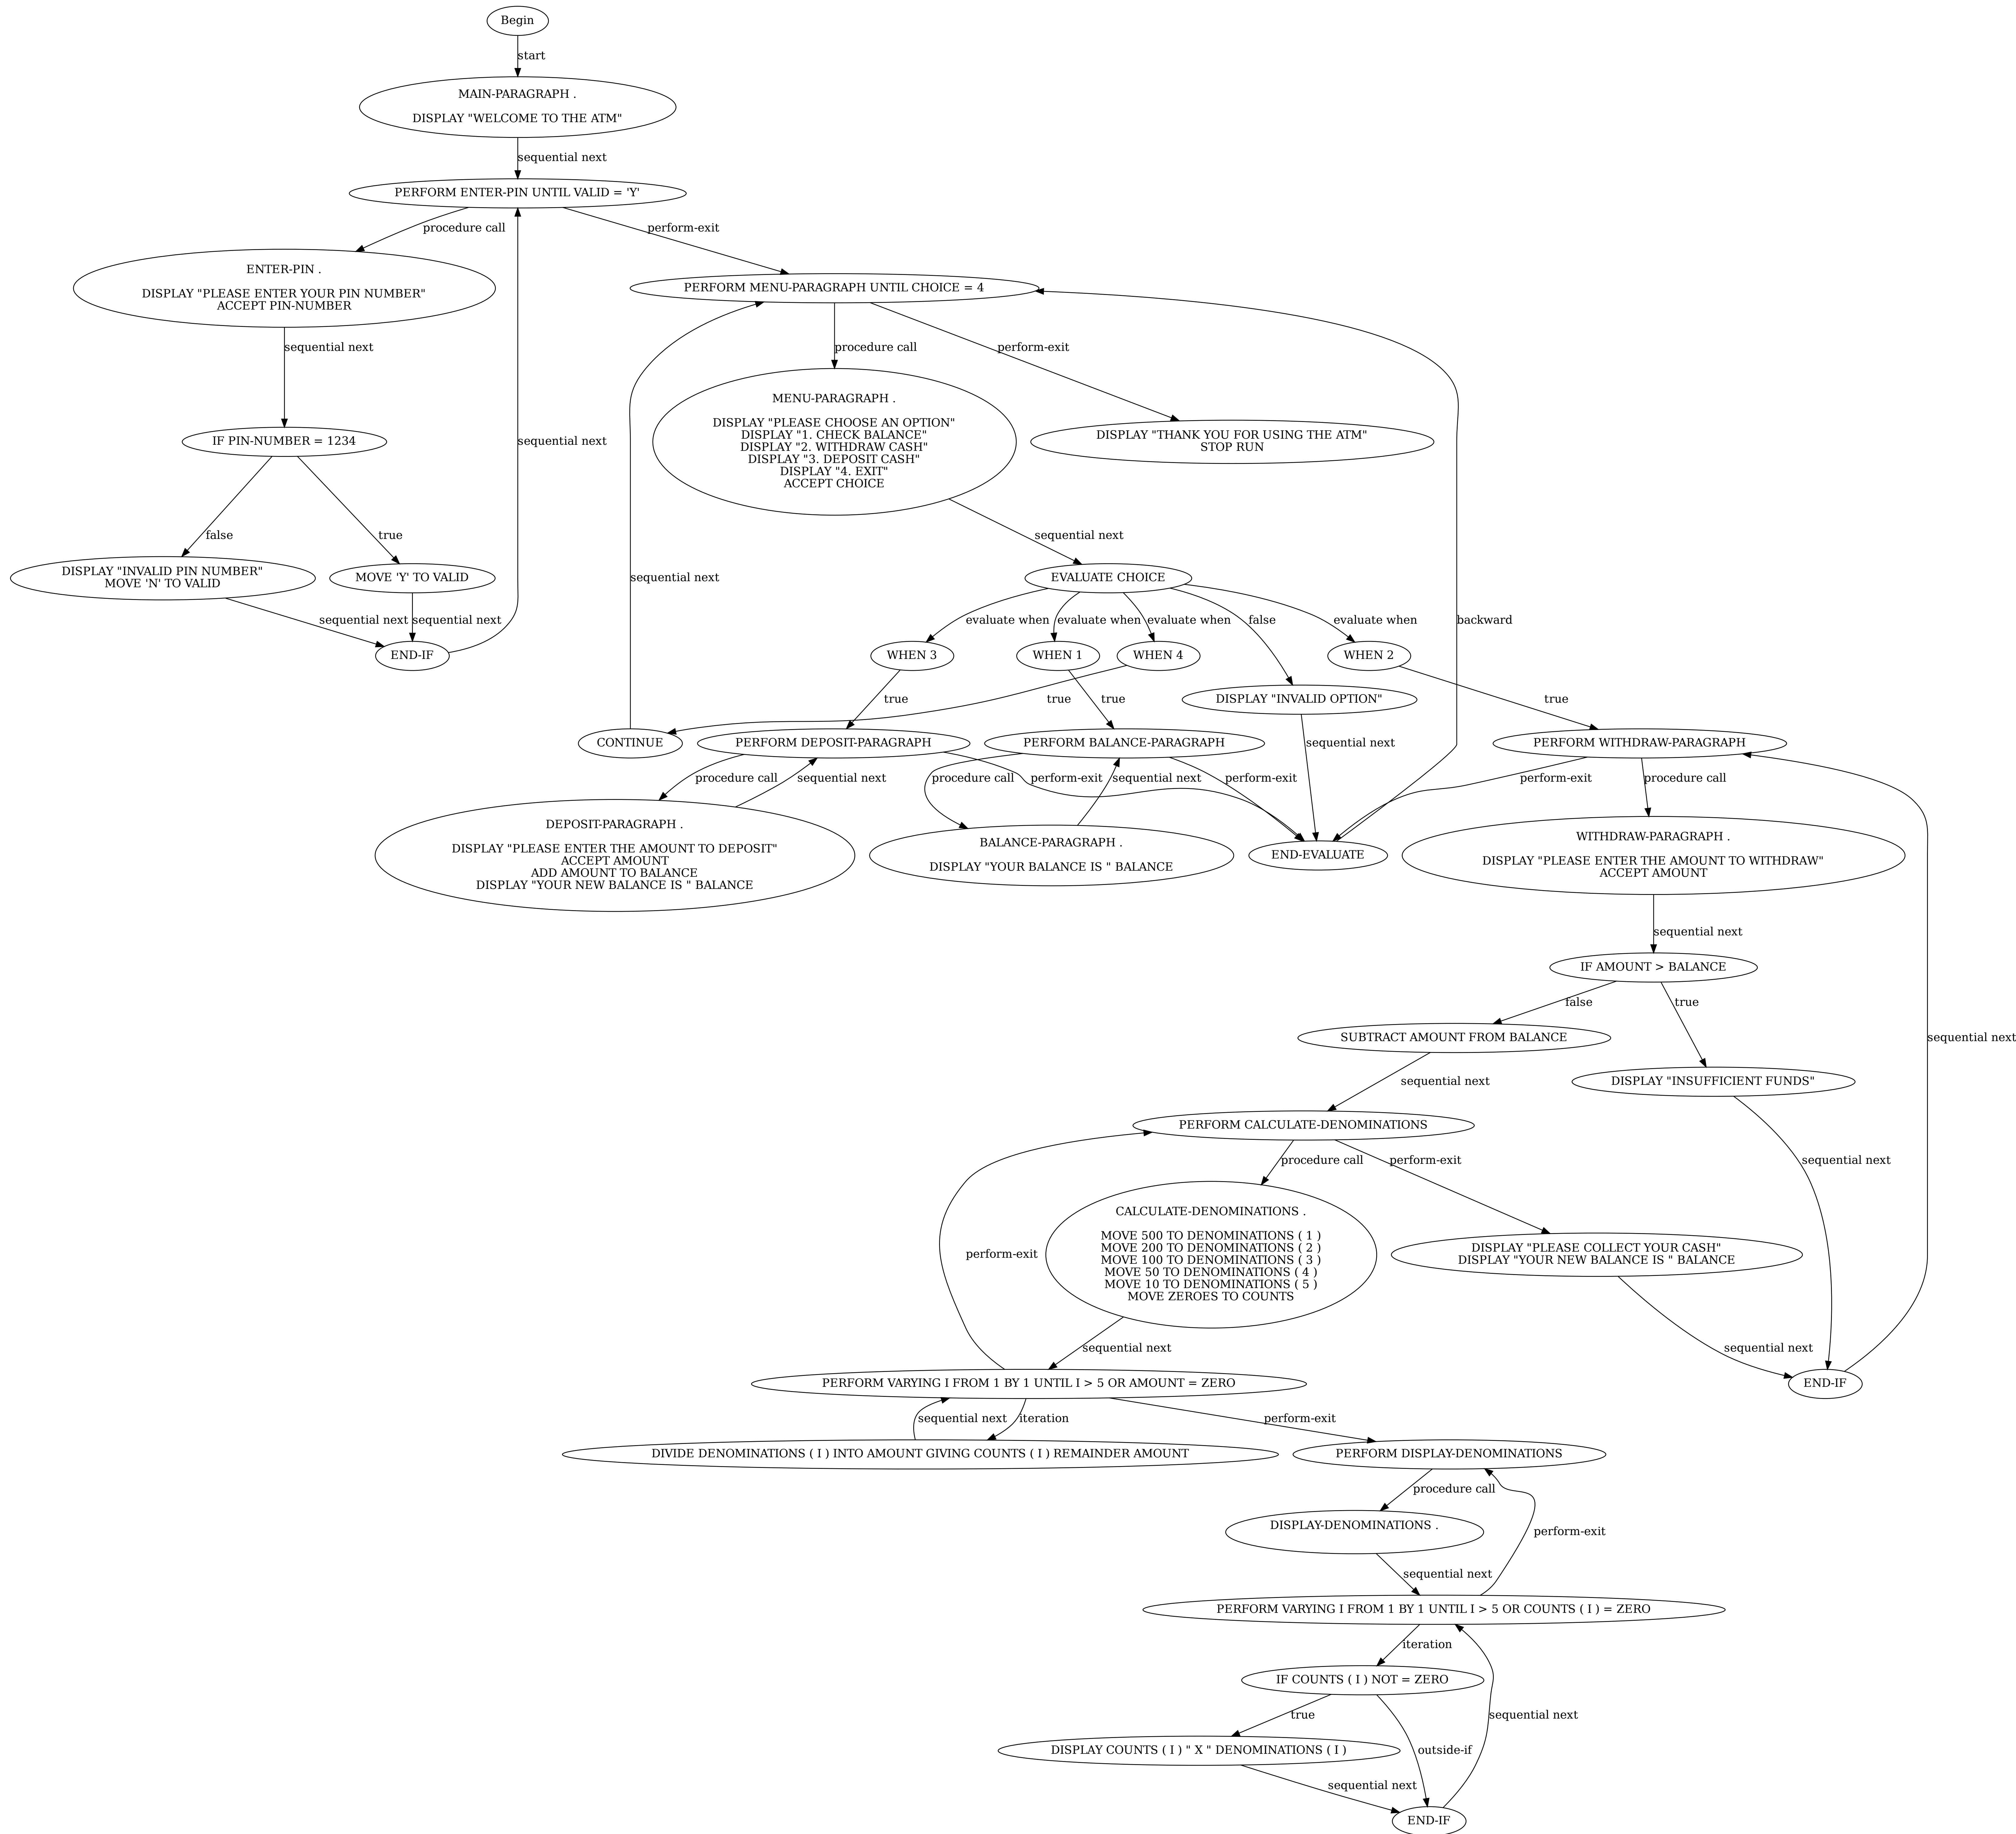 Begin
start
MAIN-PARAGRAPH .
DISPLAY "WELCOME TO THE ATM"
sequential next
PERFORM ENTER-PIN UNTIL VALID = 'Y'
procedure call
perform-exit
ENTER-PIN .
DISPLAY "PLEASE ENTER YOUR PIN NUMBER"
ACCEPT PIN-NUMBER
PERFORM MENU-PARAGRAPH UNTIL CHOICE = 4
sequential next
procedure call
perform-exit
MENU-PARAGRAPH .
DISPLAY "PLEASE CHOOSE AN OPTION"
DISPLAY "1. CHECK BALANCE"
DISPLAY "2. WITHDRAW CASH"
DISPLAY "3. DEPOSIT CASH"
DISPLAY "4. EXIT"
ACCEPT CHOICE
IF PIN-NUMBER = 1234
sequential next
DISPLAY "THANK YOU FOR USING THE ATM"
STOP RUN
false
true
sequential next
DISPLAY "INVALID PIN NUMBER"
MOVE 'N' TO VALID
MOVE 'Y' TO VALID
sequential next
EVALUATE CHOICE
sequential next
sequential next
evaluate when
evaluate when
evaluate when
false
evaluate when
backward
END-IF
WHEN 3
WHEN 1
WHEN 4
WHEN 2
true
true
true
DISPLAY "INVALID OPTION"
true
CONTINUE
PERFORM DEPOSIT-PARAGRAPH
PERFORM BALANCE-PARAGRAPH
sequential next
PERFORM WITHDRAW-PARAGRAPH
procedure call
sequential next
procedure call
perform-exit
sequential next
perform-exit
perform-exit
procedure call
DEPOSIT-PARAGRAPH .
DISPLAY "PLEASE ENTER THE AMOUNT TO DEPOSIT"
ACCEPT AMOUNT
ADD AMOUNT TO BALANCE
DISPLAY "YOUR NEW BALANCE IS " BALANCE
BALANCE-PARAGRAPH .
DISPLAY "YOUR BALANCE IS " BALANCE
END-EVALUATE
WITHDRAW-PARAGRAPH .
DISPLAY "PLEASE ENTER THE AMOUNT TO WITHDRAW"
ACCEPT AMOUNT
sequential next
IF AMOUNT > BALANCE
false
true
SUBTRACT AMOUNT FROM BALANCE
sequential next
sequential next
DISPLAY "INSUFFICIENT FUNDS"
PERFORM CALCULATE-DENOMINATIONS
procedure call
perform-exit
sequential next
perform-exit
CALCULATE-DENOMINATIONS .
MOVE 500 TO DENOMINATIONS ( 1 )
MOVE 200 TO DENOMINATIONS ( 2 )
MOVE 100 TO DENOMINATIONS ( 3 )
MOVE 50 TO DENOMINATIONS ( 4 )
MOVE 10 TO DENOMINATIONS ( 5 )
MOVE ZEROES TO COUNTS
DISPLAY "PLEASE COLLECT YOUR CASH"
DISPLAY "YOUR NEW BALANCE IS " BALANCE
sequential next
sequential next
PERFORM VARYING I FROM 1 BY 1 UNTIL I > 5 OR AMOUNT = ZERO
END-IF
sequential next
iteration
perform-exit
DIVIDE DENOMINATIONS ( I ) INTO AMOUNT GIVING COUNTS ( I ) REMAINDER AMOUNT
PERFORM DISPLAY-DENOMINATIONS
procedure call
DISPLAY-DENOMINATIONS .
perform-exit
sequential next
PERFORM VARYING I FROM 1 BY 1 UNTIL I > 5 OR COUNTS ( I ) = ZERO
iteration
IF COUNTS ( I ) NOT = ZERO
true
sequential next
DISPLAY COUNTS ( I ) " X " DENOMINATIONS ( I )
outside-if
sequential next
END-IF